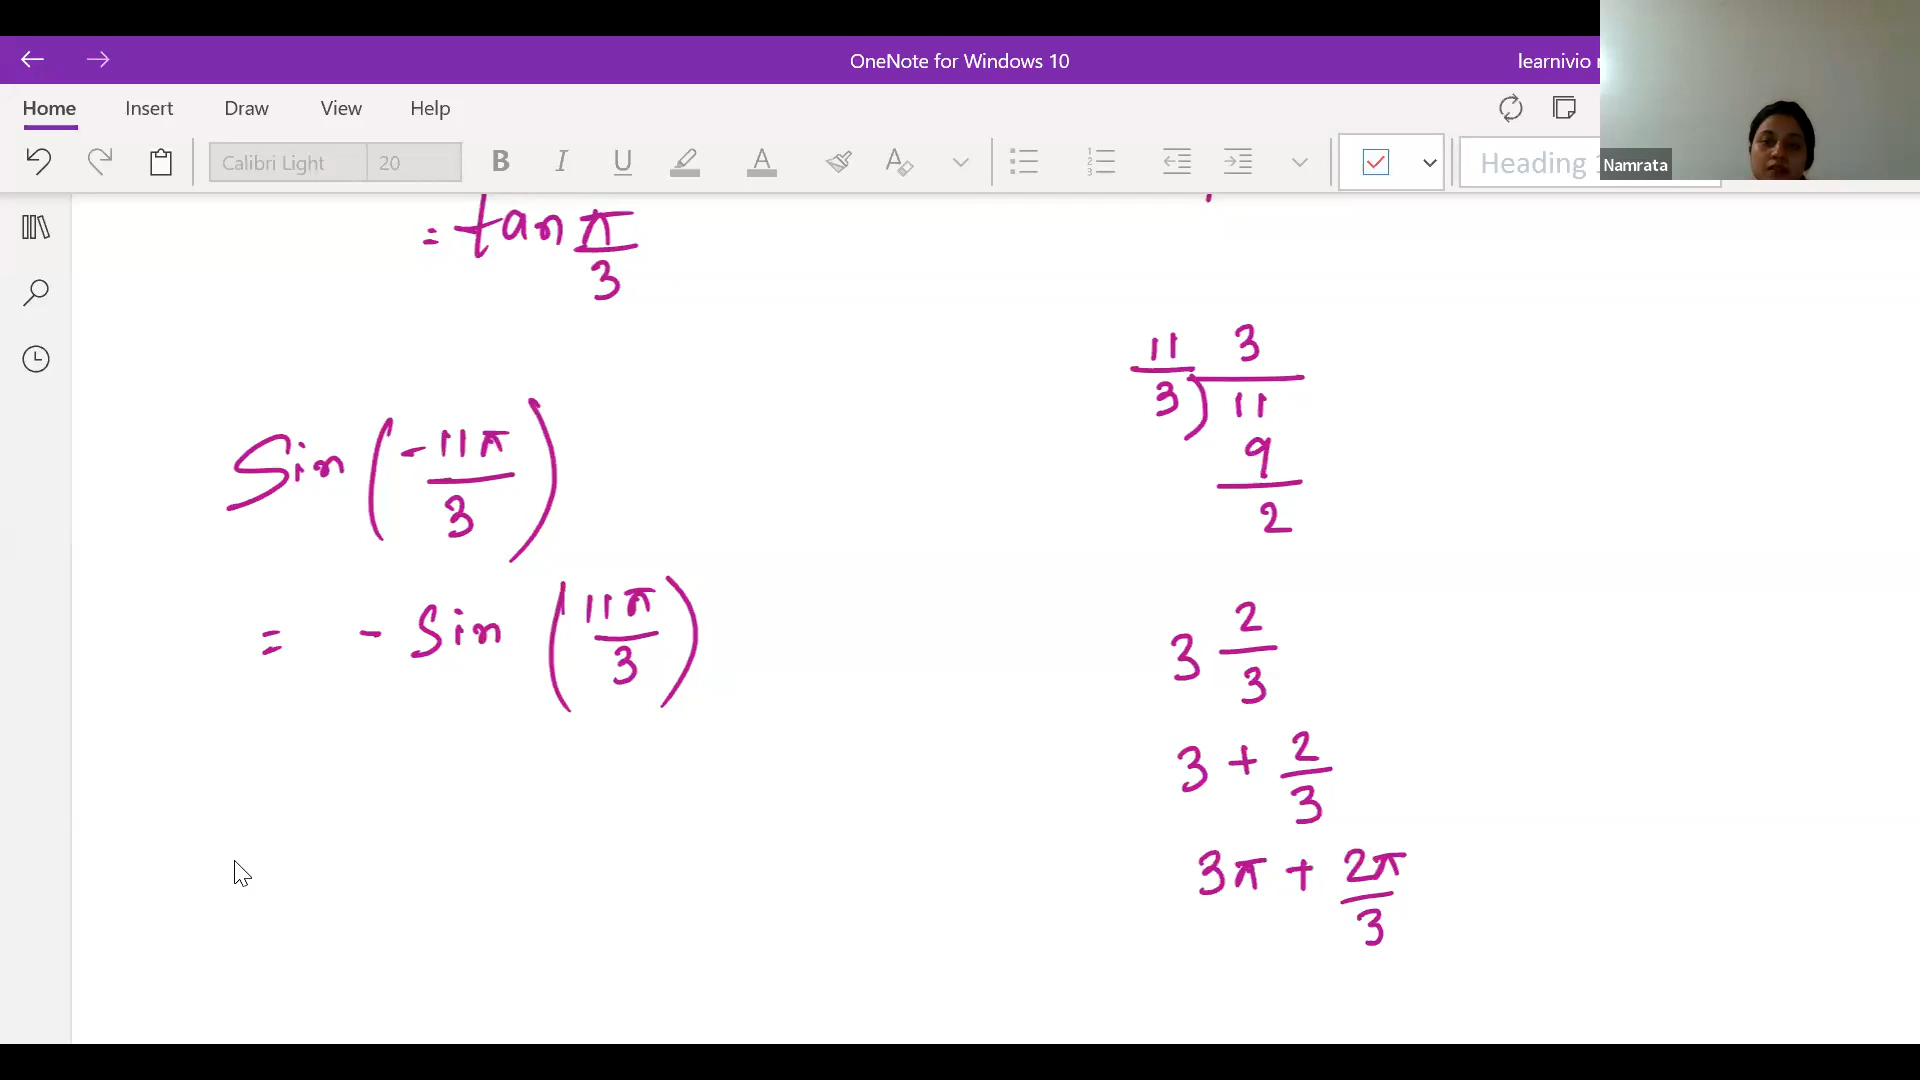 OneNote for Windows 10
learnivio
Home Insert Draw View Help
Calibri Light 20 B I U A A Heading
Namrata
= tan π/3
Sin (-11π/3)
= - Sin (11π/3)
11/3 3
) 11
9
2
3 2/3
3 + 2/3
3π + 2π/3